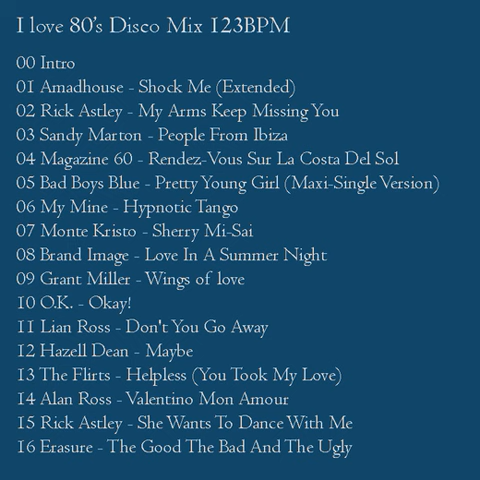 I love 80's Disco Mix 123BPM
00 Intro
01 Amadhouse - Shock Me (Extended)
02 Rick Astley - My Arms Keep Missing You
03 Sandy Marton - People From Ibiza
04 Magazine 60 - Rendez-Vous Sur La Costa Del Sol
05 Bad Boys Blue - Pretty Young Girl (Maxi-Single Version)
06 My Mine - Hypnotic Tango
07 Monte Kristo - Sherry Mi-Sai
08 Brand Image - Love In A Summer Night
09 Grant Miller - Wings of love
10 O.K. - Okay!
11 Lian Ross - Don't You Go Away
12 Hazell Dean - Maybe
13 The Flirts - Helpless (You Took My Love)
14 Alan Ross - Valentino Mon Amour
15 Rick Astley - She Wants To Dance With Me
16 Erasure - The Good The Bad And The Ugly